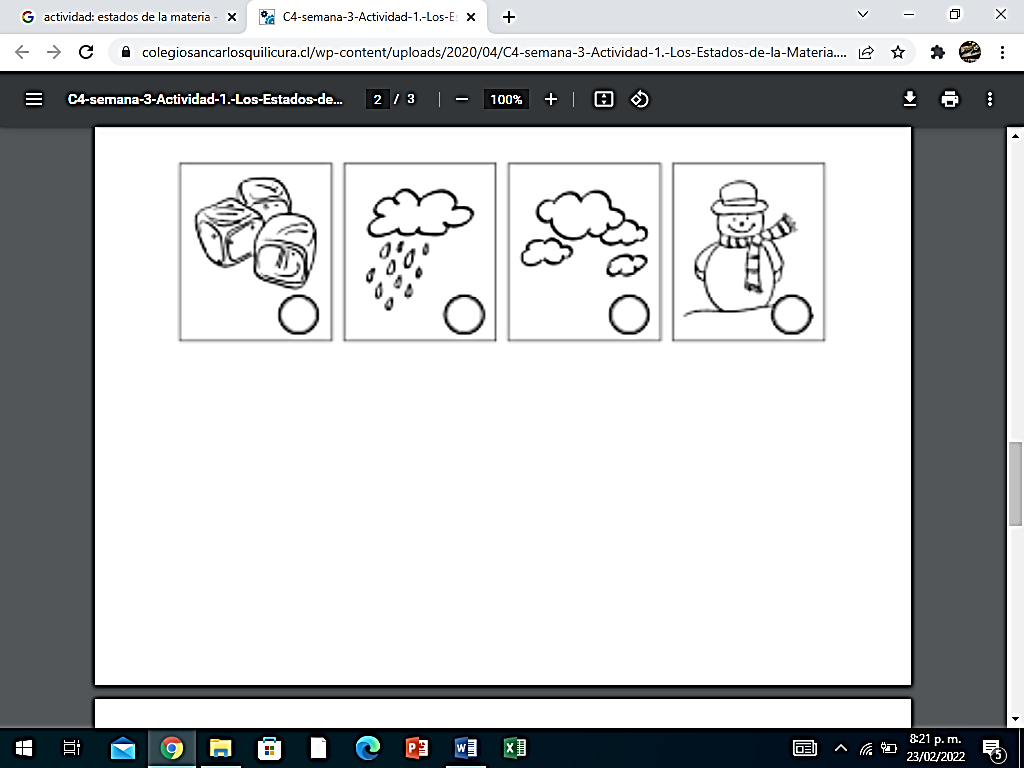 actividad: estados de la materia -
C4-semana-3-Actividad-1.-Los-Es
colegiosancarlosquilicura.cl/wp-content/uploads/2020/04/C4-semana-3-Actividad-1.-Los-Estados-de-la-Materia....
C4-semana-3-Actividad-1.-Los-Estados-de...
2 / 3
100%
8:21 p. m.
23/02/2022
5